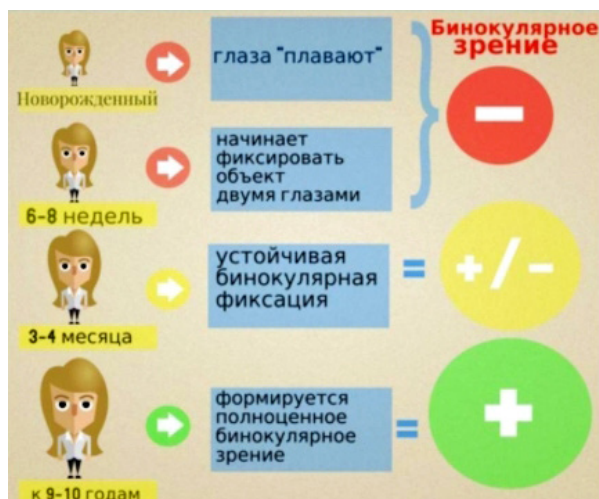 Бинокулярное
зрение
глаза "плавают"
Новорожденный
начинает
фиксировать
объект
двумя глазами
6-8 недель
устойчивая
бинокулярная
фиксация
= +/-
3-4 месяца
формируется
полноценное
бинокулярное
зрение
= +
к 9-10 годам